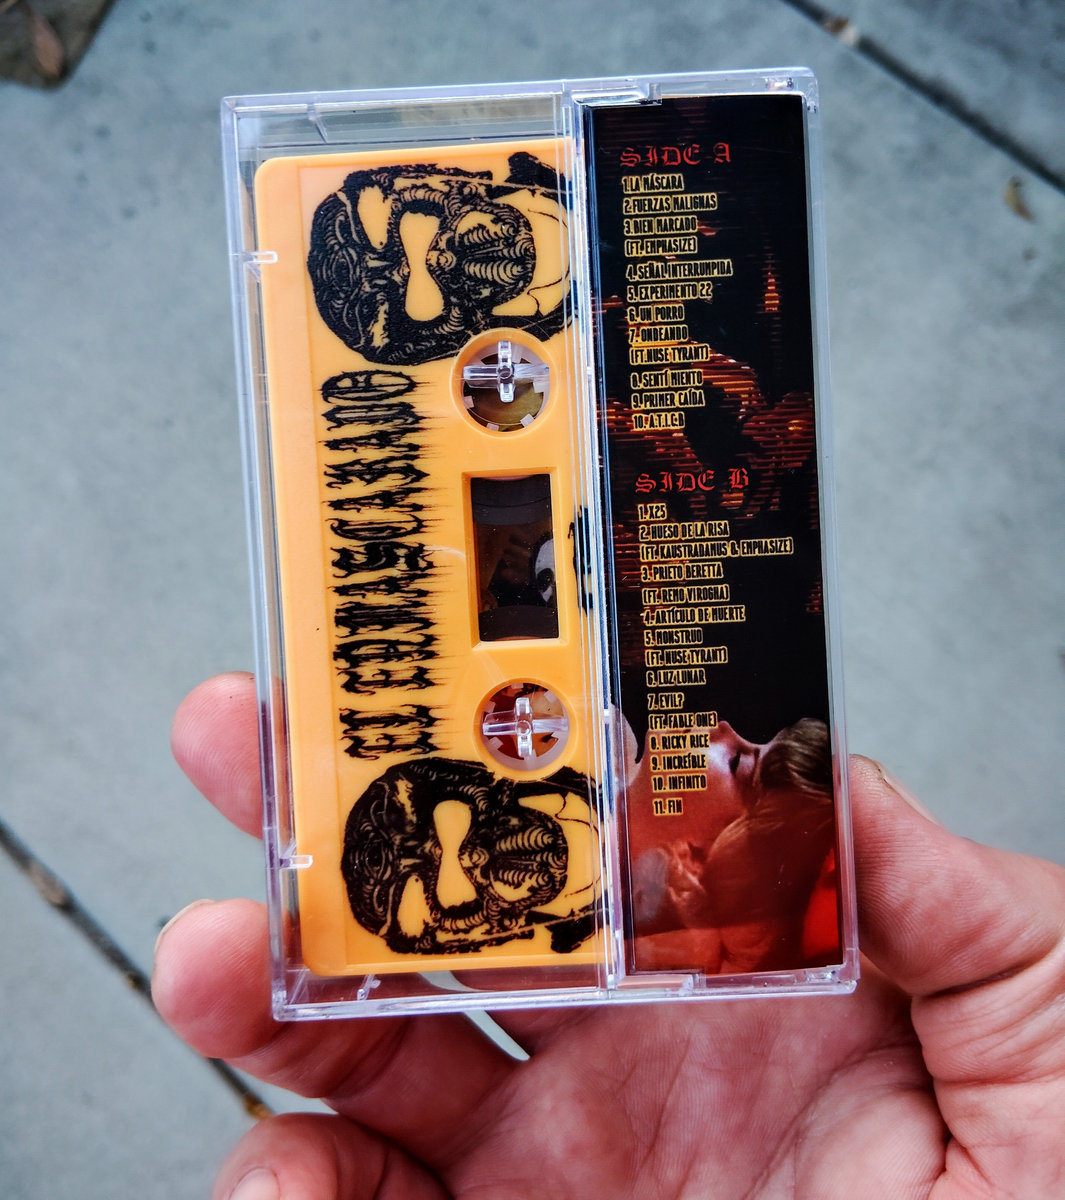 EL ENMASCARADO
SIDE A
1. LA MÁSCARA
2. FUERZAS MALIGNAS
3. BIEN MARCADO
(FT. EMPHASIZE)
4. SEÑAL INTERRUMPIDA
5. EXPERIMENTO 22
6. UN PORRO
7. ONDEANDO
(FT. NUSE TYRANT)
8. SENTÍ MIENTO
9. PRIMER CAÍDA
10. A.T.I.C.B
SIDE B
1. X25
2. HUESO DE LA RISA
(FT. KAUSTRADAMUS & EMPHASIZE)
3. PRIETO BERETTA
(FT. REMO VIROGHA)
4. ARTÍCULO DE MUERTE
5. MONSTRUO
(FT. NUSE TYRANT)
6. LUZ LUNAR
7. EVIL?
(FT. FABLE ONE)
8. RICKY RICE
9. INCREÍBLE
10. INFINITO
11. FIN